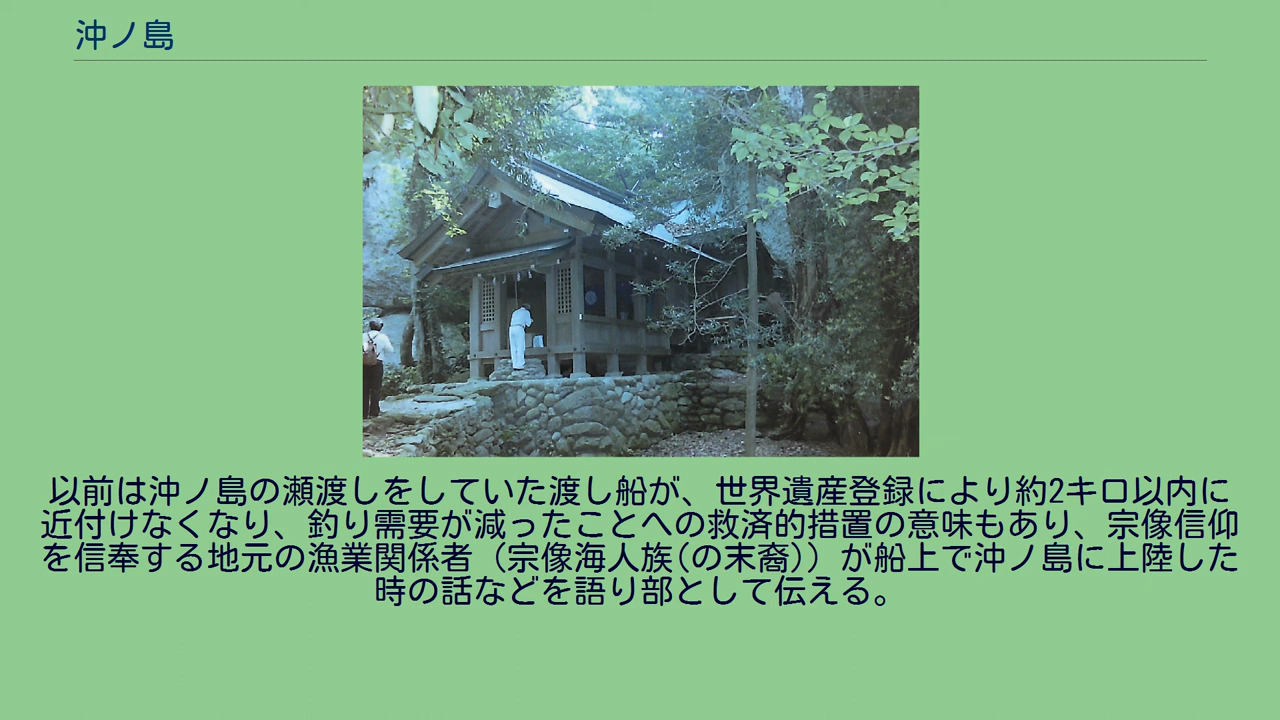 沖ノ島
以前は沖ノ島の瀬渡しをしていた渡し船が、世界遺産登録により約2キロ以内に
近付けなくなり、釣り需要が減ったことへの救済的措置の意味もあり、宗像信仰
を信奉する地元の漁業関係者（宗像海人族(の末裔)）が船上で沖ノ島に上陸した
時の話などを語り部として伝える。